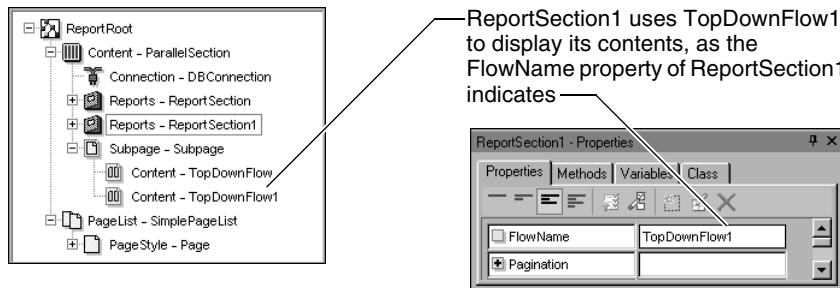 ReportRoot
Content - ParallelSection
Connection - DBConnection
Reports - ReportSection
Reports - ReportSection1
Subpage - Subpage
Content - TopDownFlow
Content - TopDownFlow1
PageList - SimplePageList
PageStyle - Page
ReportSection1 uses TopDownFlow1
to display its contents, as the
FlowName property of ReportSection1
indicates
ReportSection1 - Properties
Properties Methods Variables Class
FlowName TopDownFlow1
Pagination